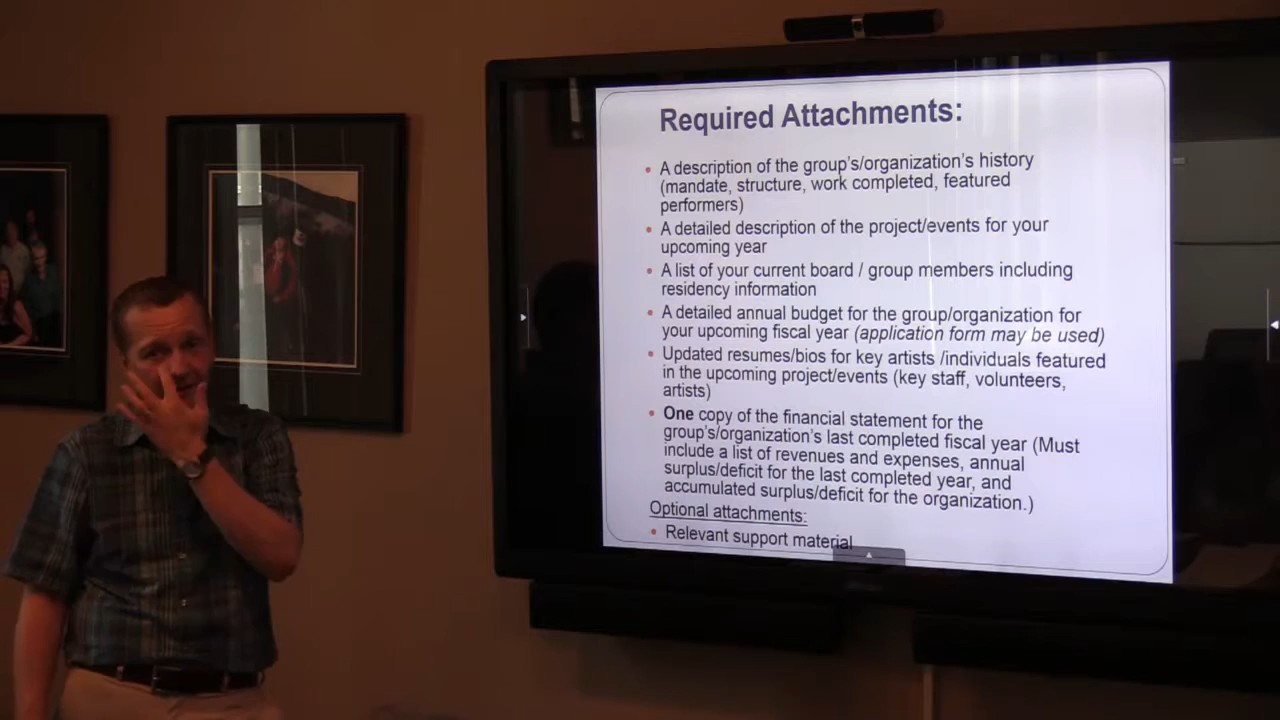 Required Attachments:
• A description of the group's/organization's history
(mandate, structure, work completed, featured
performers)
• A detailed description of the project/events for your
upcoming year
• A list of your current board / group members including
residency information
• A detailed annual budget for the group/organization for
your upcoming fiscal year (application form may be used)
• Updated resumes/bios for key artists /individuals featured
in the upcoming project/events (key staff, volunteers,
artists)
• One copy of the financial statement for the
group's/organization's last completed fiscal year (Must
include a list of revenues and expenses, annual
surplus/deficit for the last completed year, and
accumulated surplus/deficit for the organization.)
Optional attachments:
• Relevant support material